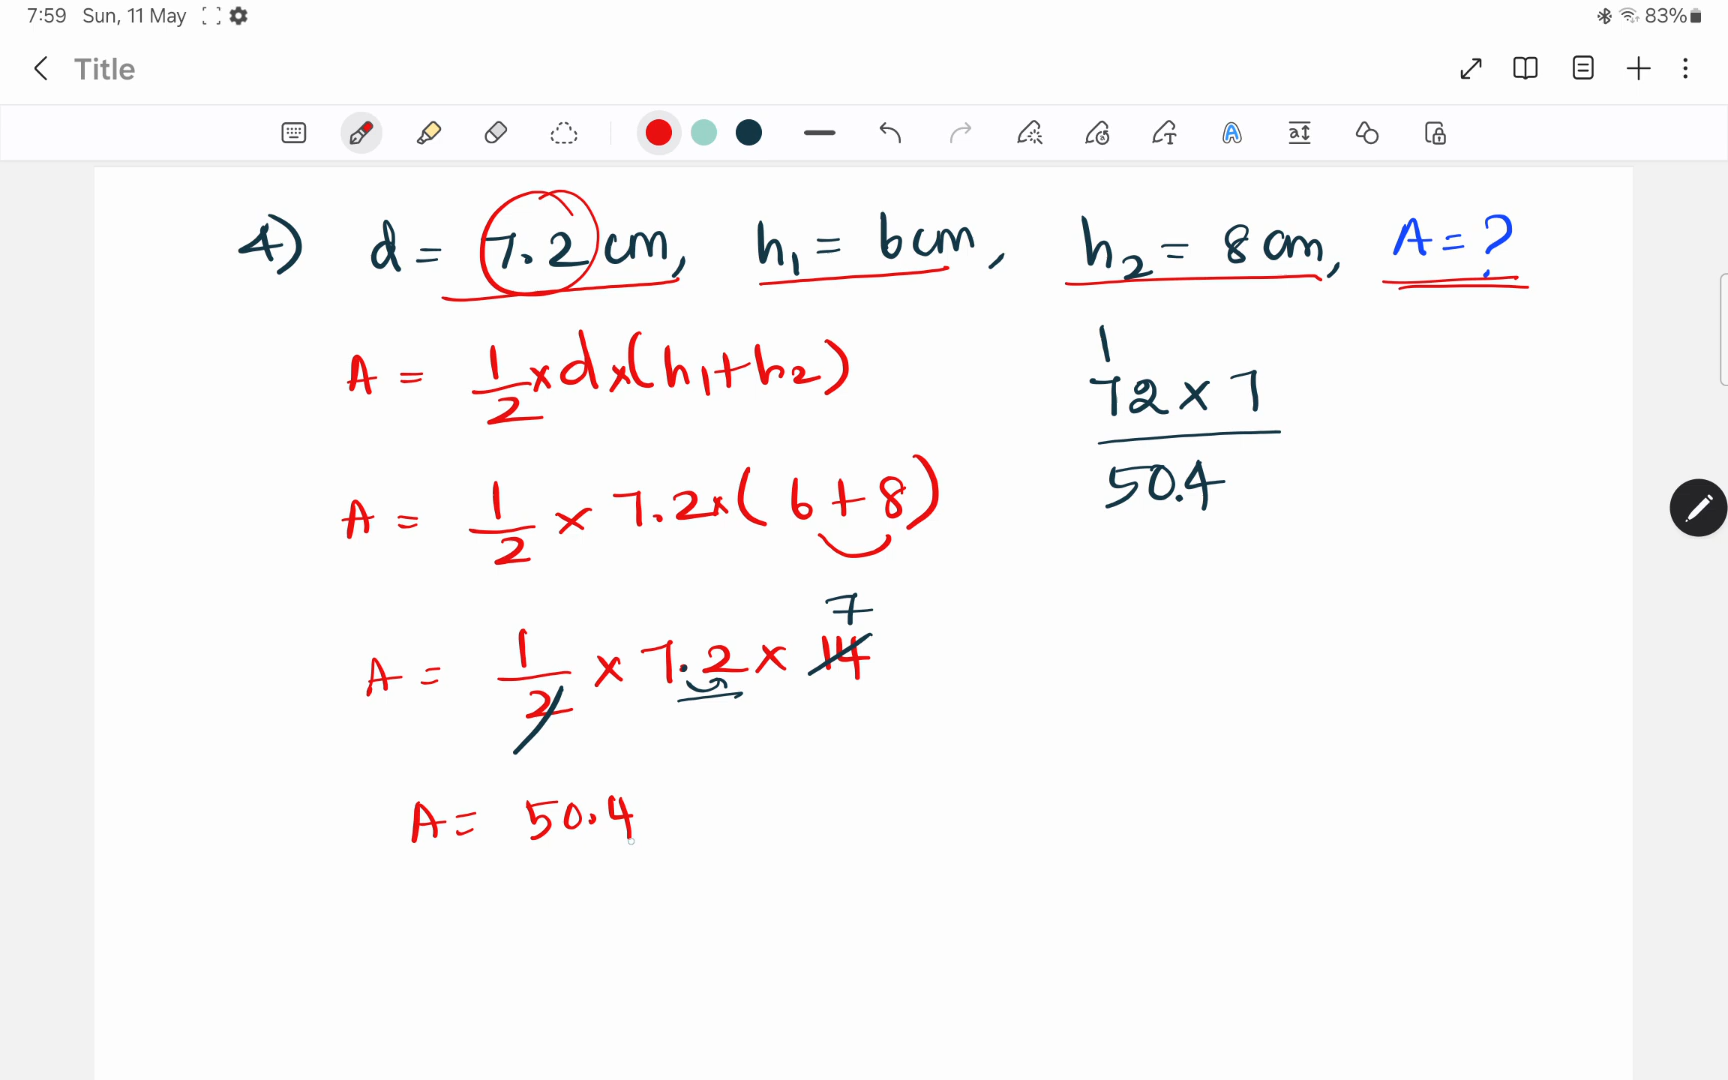 7:59 Sun, 11 May 83%
Title
4) d = 7.2 cm, h₁ = 6 cm, h₂ = 8 cm, A = ?
A = 1/2 × d × (h₁ + h₂)
1
72 × 7
50.4
A = 1/2 × 7.2 × (6 + 8)
7
A = 1/2 × 7.2 × 14
A = 50.4